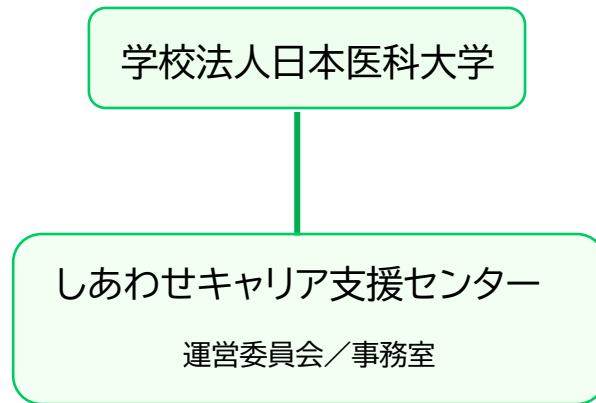 学校法人日本医科大学
しあわせキャリア支援センター
運営委員会／事務室